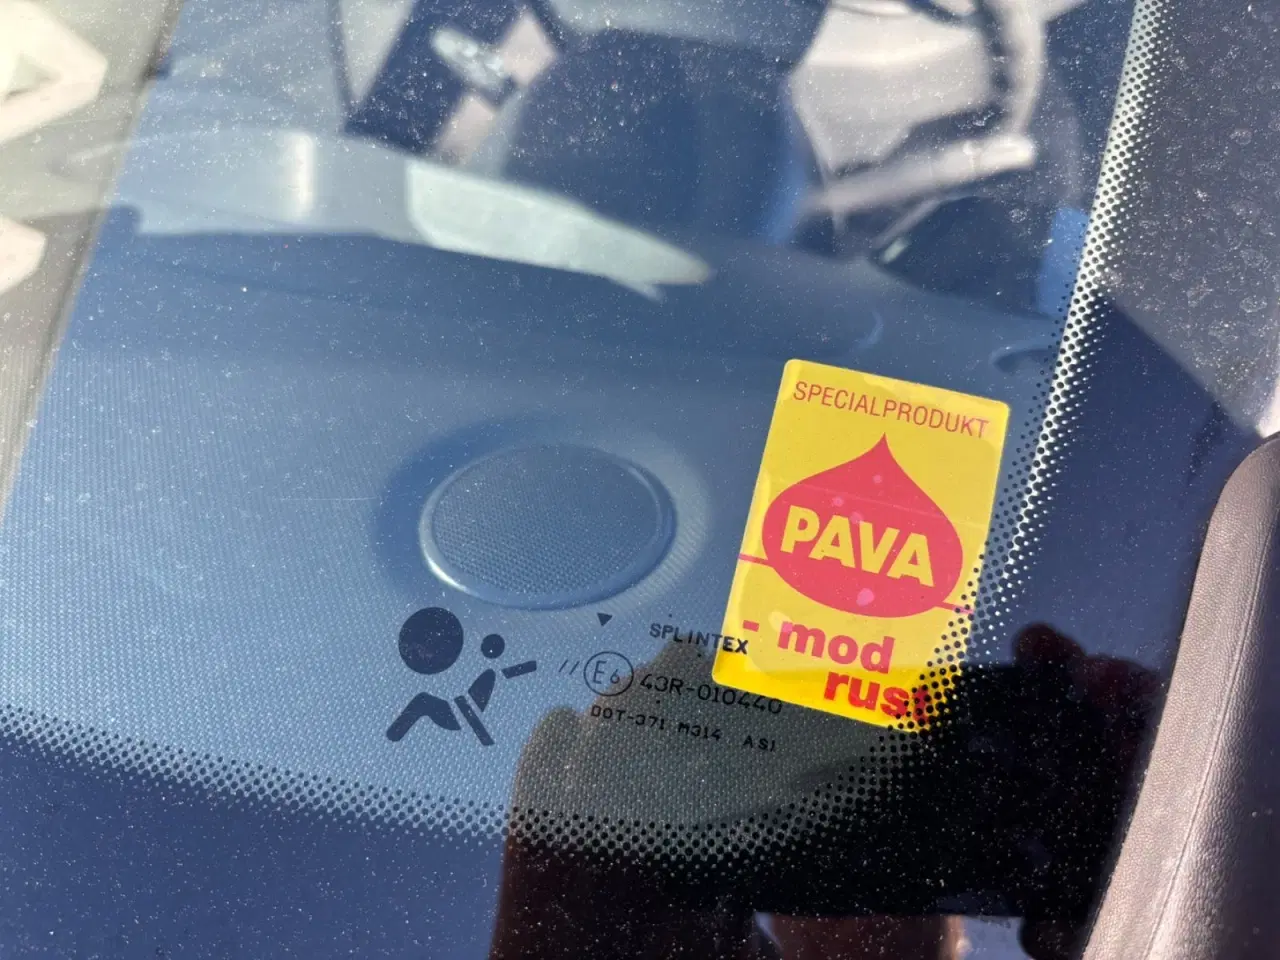 SPECIALPRODUKT
PAVA
- mod
rust
SPLINTEX
E6 43R-010440
DOT-371 M314 AS1